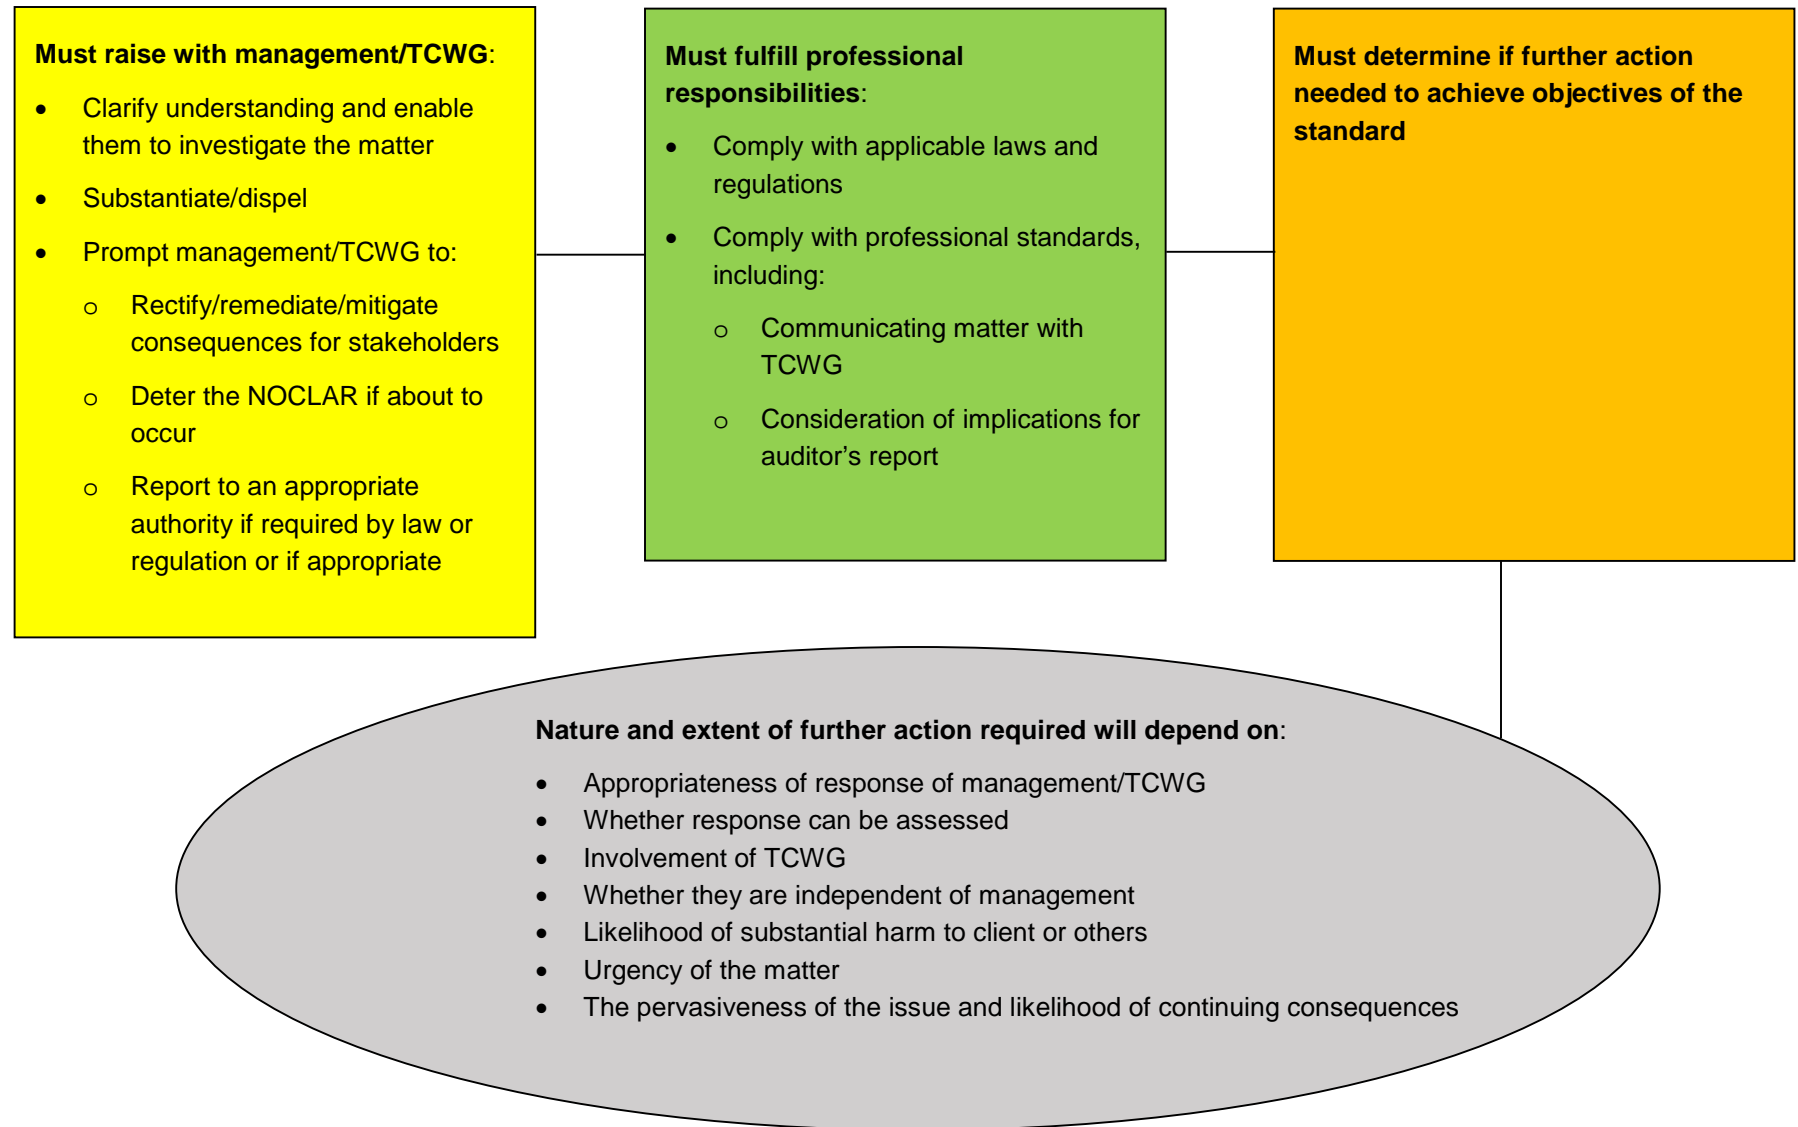 Must raise with management/TCWG:
• Clarify understanding and enable
them to investigate the matter
• Substantiate/dispel
• Prompt management/TCWG to:
o Rectify/remediate/mitigate
consequences for stakeholders
o Deter the NOCLAR if about to
occur
o Report to an appropriate
authority if required by law or
regulation or if appropriate
Must fulfill professional
responsibilities:
• Comply with applicable laws and
regulations
• Comply with professional standards,
including:
o Communicating matter with
TCWG
o Consideration of implications for
auditor’s report
Must determine if further action
needed to achieve objectives of the
standard
Nature and extent of further action required will depend on:
• Appropriateness of response of management/TCWG
• Whether response can be assessed
• Involvement of TCWG
• Whether they are independent of management
• Likelihood of substantial harm to client or others
• Urgency of the matter
• The pervasiveness of the issue and likelihood of continuing consequences